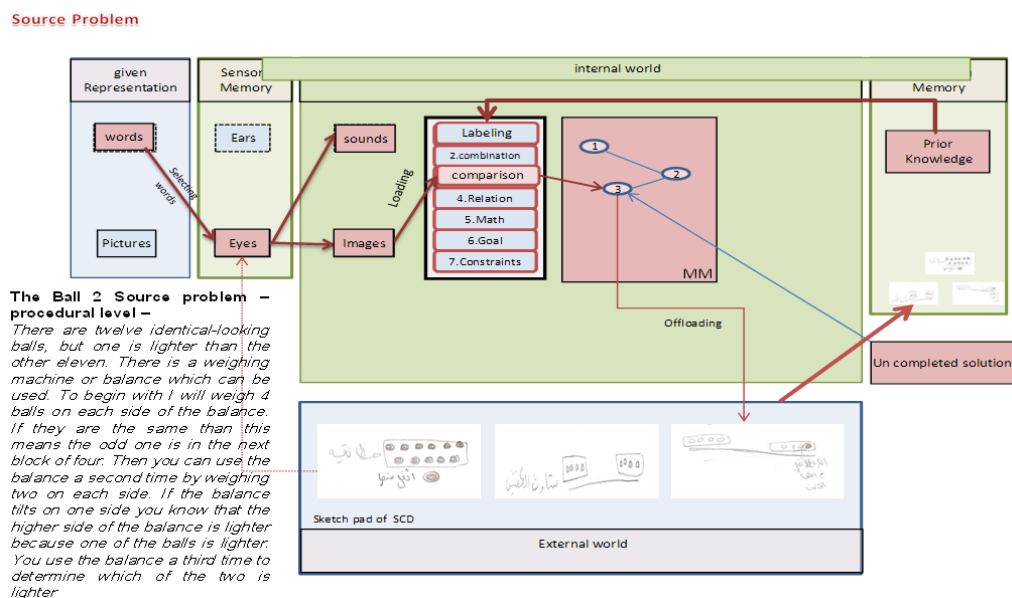 Source Problem
given
Representation
Sensor
Memory
internal world
Memory
words
Ears
sounds
Labeling
2.combination
comparison
4.Relation
5.Math
6.Goal
7.Constraints
1
2
3
MM
Prior
Knowledge
Selecting
words
Loading
Pictures
Eyes
Images
Offloading
Un completed solution
The Ball 2 Source problem –
procedural level –
There are twelve identical-looking
balls, but one is lighter than the
other eleven. There is a weighing
machine or balance which can be
used. To begin with I will weigh 4
balls on each side of the balance.
If they are the same than this
means the odd one is in the next
block of four. Then you can use the
balance a second time by weighing
two on each side. If the balance
tilts on one side you know that the
higher side of the balance is lighter
because one of the balls is lighter.
You use the balance a third time to
determine which of the two is
lighter
Sketch pad of SCD
External world